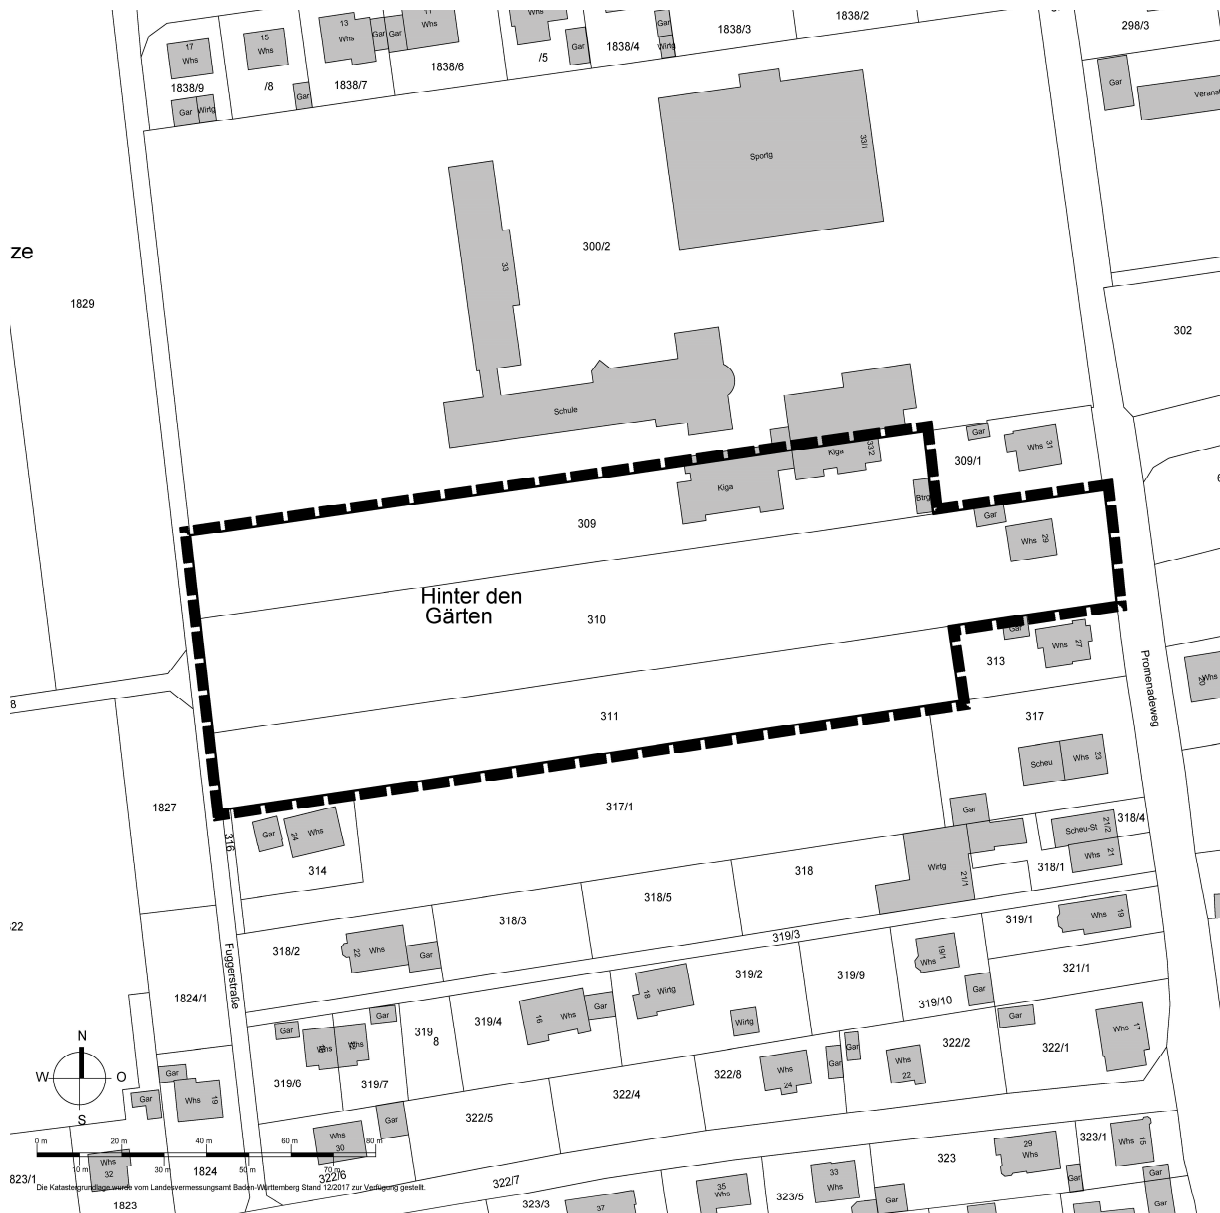 13
11
Whs
1838/2
298/3
17
Whs
15
Whs
Whs
Gar
Gar
Whs
Gar
Gar
Wirtg
1838/4
1838/3
1838/9
/8
1838/7
1838/6
/5
Gar
Wirtg
Gar
Gar
Sportg
33/1
300/2
33
ze
1829
302
Schule
Gar
Whs 31
309/1
Kiga
33/2
Kiga
Btrg
309
Gar
Whs 29
Hinter den
Gärten
310
Gar
Whs 27
313
Promenadeweg
20 Whs
8
311
317
Scheu
Whs 23
1827
317/1
Gar
316
Gar
24 Whs
314
318/4
Scheu-St 21/2
Whs 21
318/1
Wirtg
21/1
318
318/5
318/3
318/2
22 Whs
Gar
319/3
319/1
Whs 19
22
Fuggerstraße
1824/1
319/2
319/9
19/1
Whs
321/1
319/10
Gar
18 Wirtg
Wirtg
319/4
16 Whs
Gar
319
8
Gar
Gar
Whs
Whs
319/6
319/7
Gar
Whs 11
322/1
322/2
Gar
Gar
Whs
22
Whs
24
322/8
322/4
322/5
N
W O
S
Gar
Gar
Whs 19
Gar
Whs
30
322/6
322/7
0 m 20 m 40 m 60 m 80 m
10 m 30 m 50 m 70 m
Whs
32
823/1
1824
1823
Die Katastergrundlage wurde vom Landesvermessungsamt Baden-Württemberg Stand 12/2017 zur Verfügung gestellt.
323/3
37
35
Whs
323/5
33
Whs
Gar
323
29
Whs
323/1
Whs 15
Gar
Gar
Gar